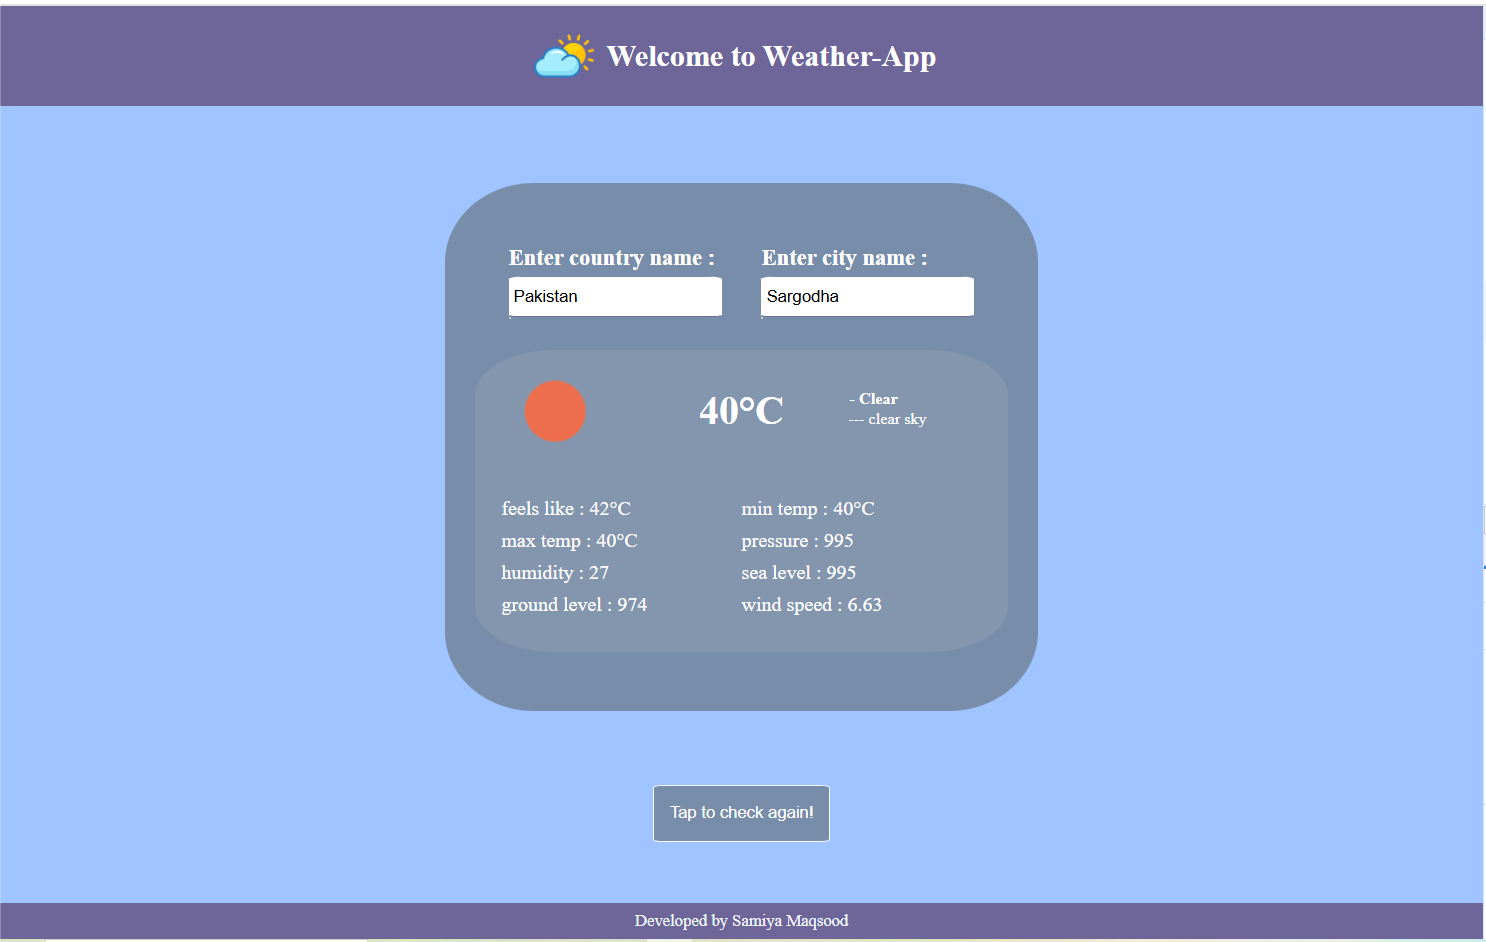 Welcome to Weather-App
Enter country name :
Enter city name :
Pakistan
Sargodha
40°C
- Clear
--- clear sky
feels like : 42°C
min temp : 40°C
max temp : 40°C
pressure : 995
humidity : 27
sea level : 995
ground level : 974
wind speed : 6.63
Tap to check again!
Developed by Samiya Maqsood